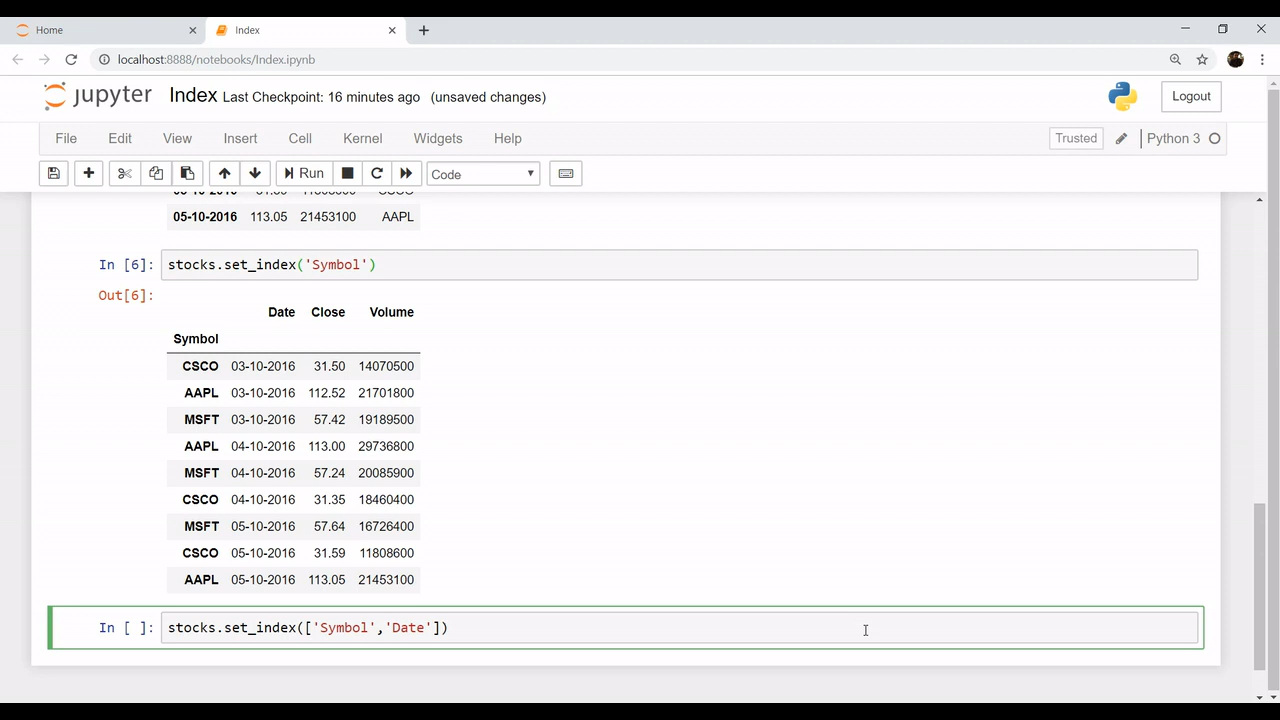 Home
Index
localhost:8888/notebooks/Index.ipynb
jupyter Index Last Checkpoint: 16 minutes ago (unsaved changes)
Logout
File Edit View Insert Cell Kernel Widgets Help
Trusted Python 3
Run Code
05-10-2016 113.05 21453100 AAPL
In [6]: stocks.set_index('Symbol')
Out[6]:
Date Close Volume
Symbol
CSCO 03-10-2016 31.50 14070500
AAPL 03-10-2016 112.52 21701800
MSFT 03-10-2016 57.42 19189500
AAPL 04-10-2016 113.00 29736800
MSFT 04-10-2016 57.24 20085900
CSCO 04-10-2016 31.35 18460400
MSFT 05-10-2016 57.64 16726400
CSCO 05-10-2016 31.59 11808600
AAPL 05-10-2016 113.05 21453100
In [ ]: stocks.set_index(['Symbol','Date'])